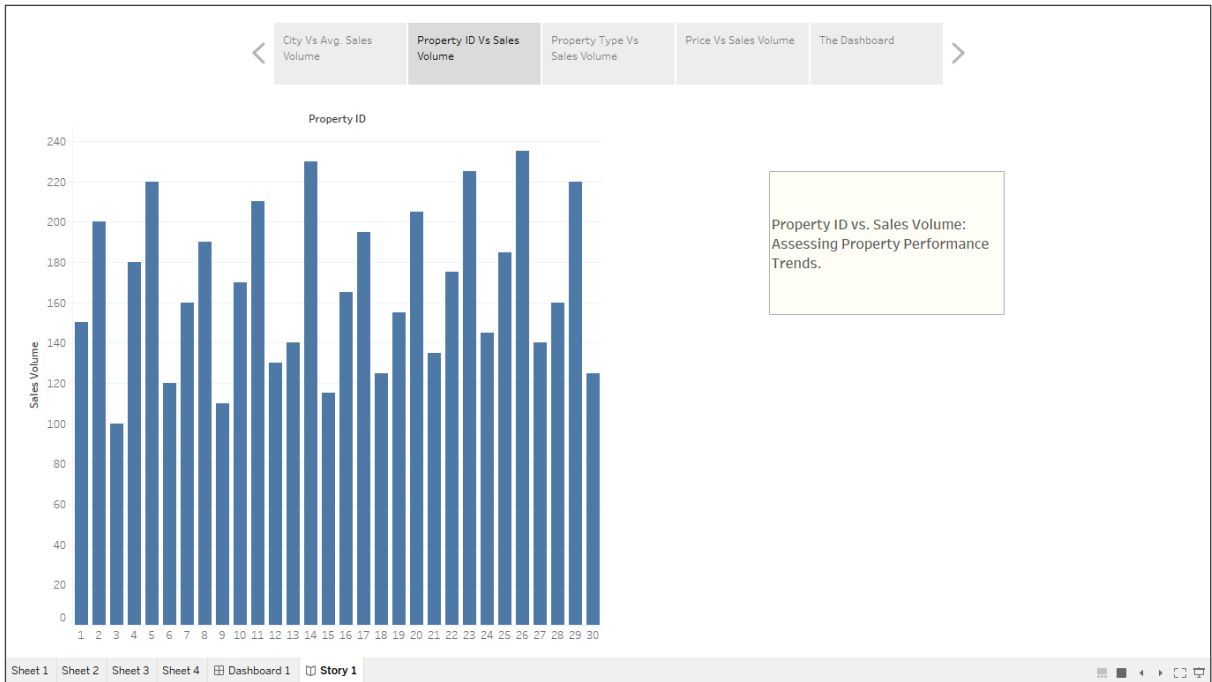 City Vs Avg. Sales
Volume
Property ID Vs Sales
Volume
Property Type Vs
Sales Volume
Price Vs Sales Volume
The Dashboard
Property ID
240
220
200
180
160
140
120
100
80
60
40
20
0
Sales Volume
1 2 3 4 5 6 7 8 9 10 11 12 13 14 15 16 17 18 19 20 21 22 23 24 25 26 27 28 29 30
Property ID vs. Sales Volume:
Assessing Property Performance
Trends.
Sheet 1 Sheet 2 Sheet 3 Sheet 4 Dashboard 1 Story 1